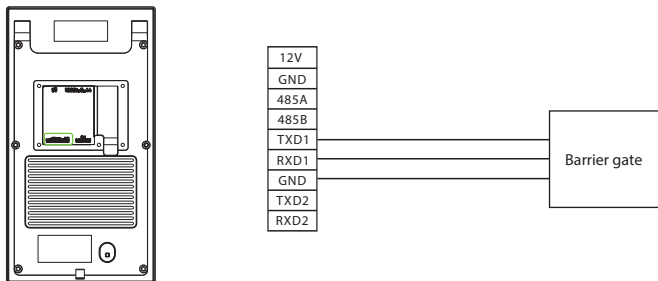 12V
GND
485A
485B
TXD1
RXD1
GND
TXD2
RXD2
Barrier gate